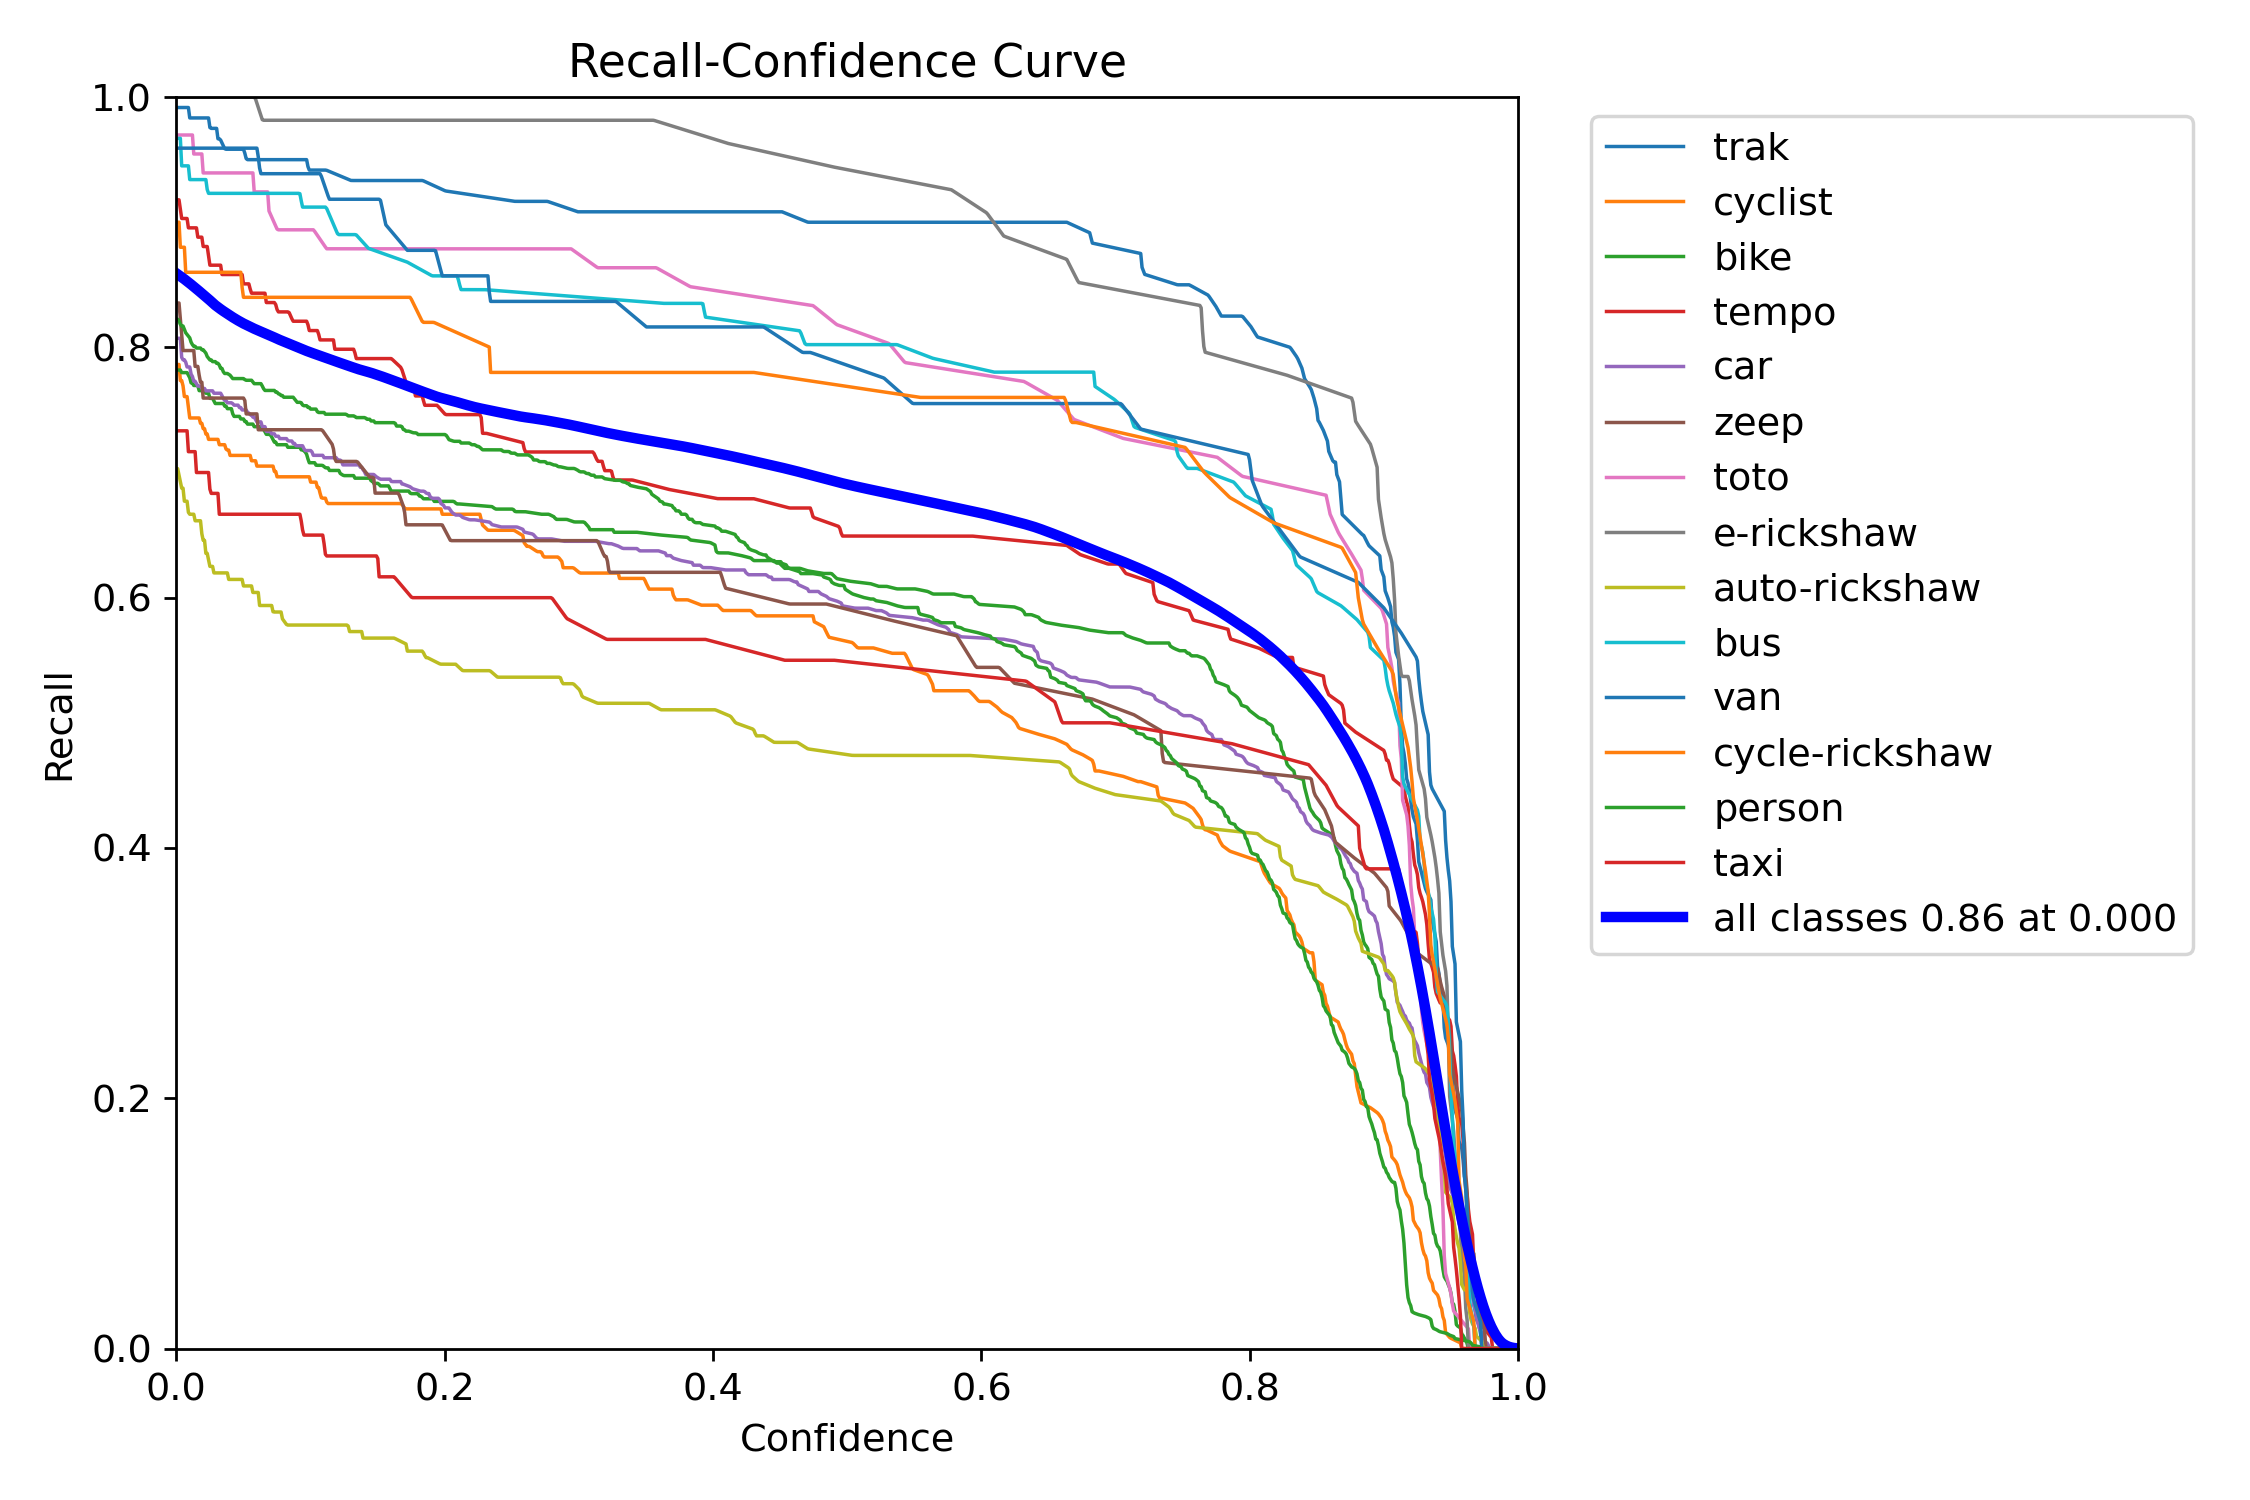 Recall-Confidence Curve
1.0
0.8
0.6
0.4
0.2
0.0
Recall
0.0 0.2 0.4 0.6 0.8 1.0
Confidence
trak
cyclist
bike
tempo
car
zeep
toto
e-rickshaw
auto-rickshaw
bus
van
cycle-rickshaw
person
taxi
all classes 0.86 at 0.000